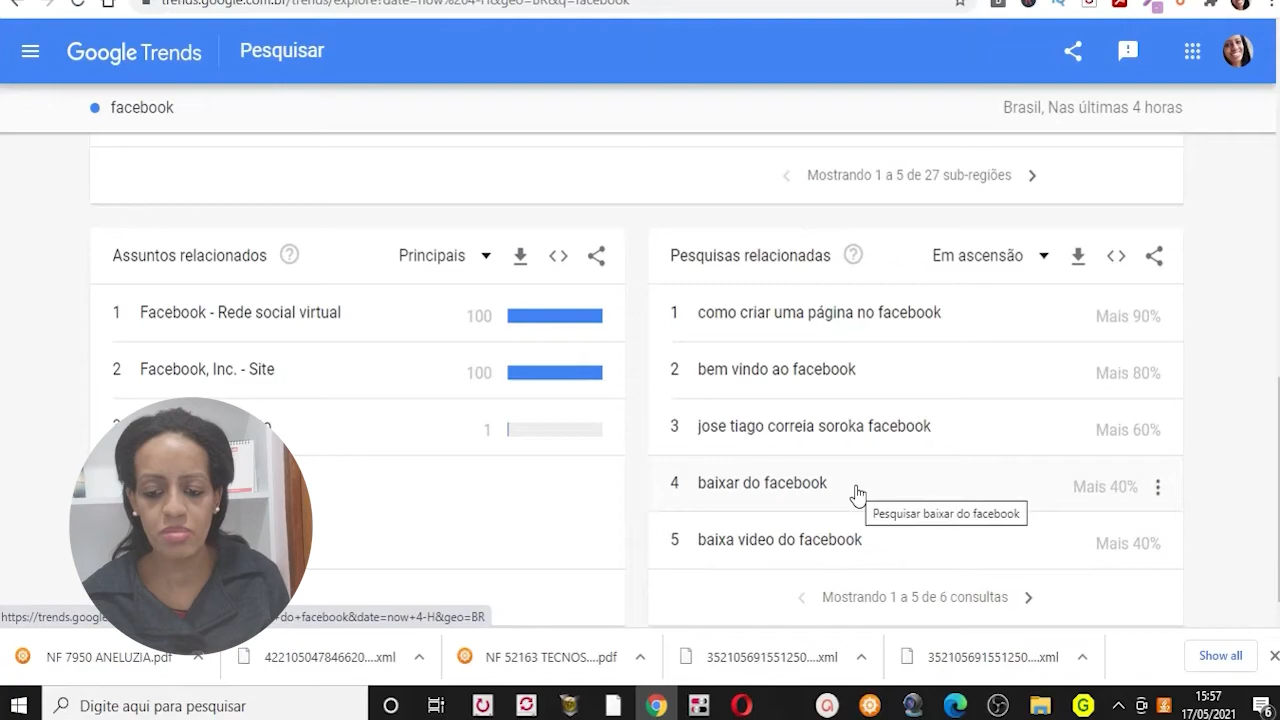 trends.google.com.br/trends/explore?date=now%204-H&geo=BR&q=facebook
Google Trends
Pesquisar
facebook
Brasil, Nas últimas 4 horas
Mostrando 1 a 5 de 27 sub-regiões
Assuntos relacionados
Principais
1 Facebook - Rede social virtual 100
2 Facebook, Inc. - Site 100
1
Pesquisas relacionadas
Em ascensão
1 como criar uma página no facebook Mais 90%
2 bem vindo ao facebook Mais 80%
3 jose tiago correia soroka facebook Mais 60%
4 baixar do facebook Mais 40%
Pesquisar baixar do facebook
5 baixa video do facebook Mais 40%
Mostrando 1 a 5 de 6 consultas
https://trends.goog
do+facebook&date=now+4-H&geo=BR
NF 7950 ANELUZIA.pdf
422105047846620....xml
NF 52163 TECNOS....pdf
352105691551250....xml
352105691551250....xml
Show all
Digite aqui para pesquisar
15:57
17/05/2021
6